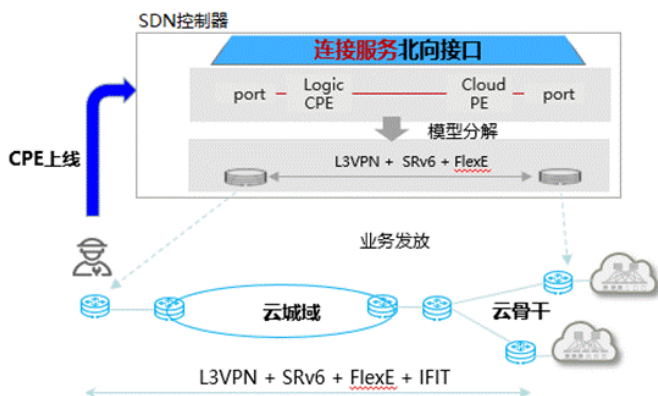 SDN控制器
连接服务北向接口
port Logic CPE Cloud PE port
模型分解
CPE上线
L3VPN + SRv6 + FlexE
业务发放
云城域
云骨干
L3VPN + SRv6 + FlexE + IFIT